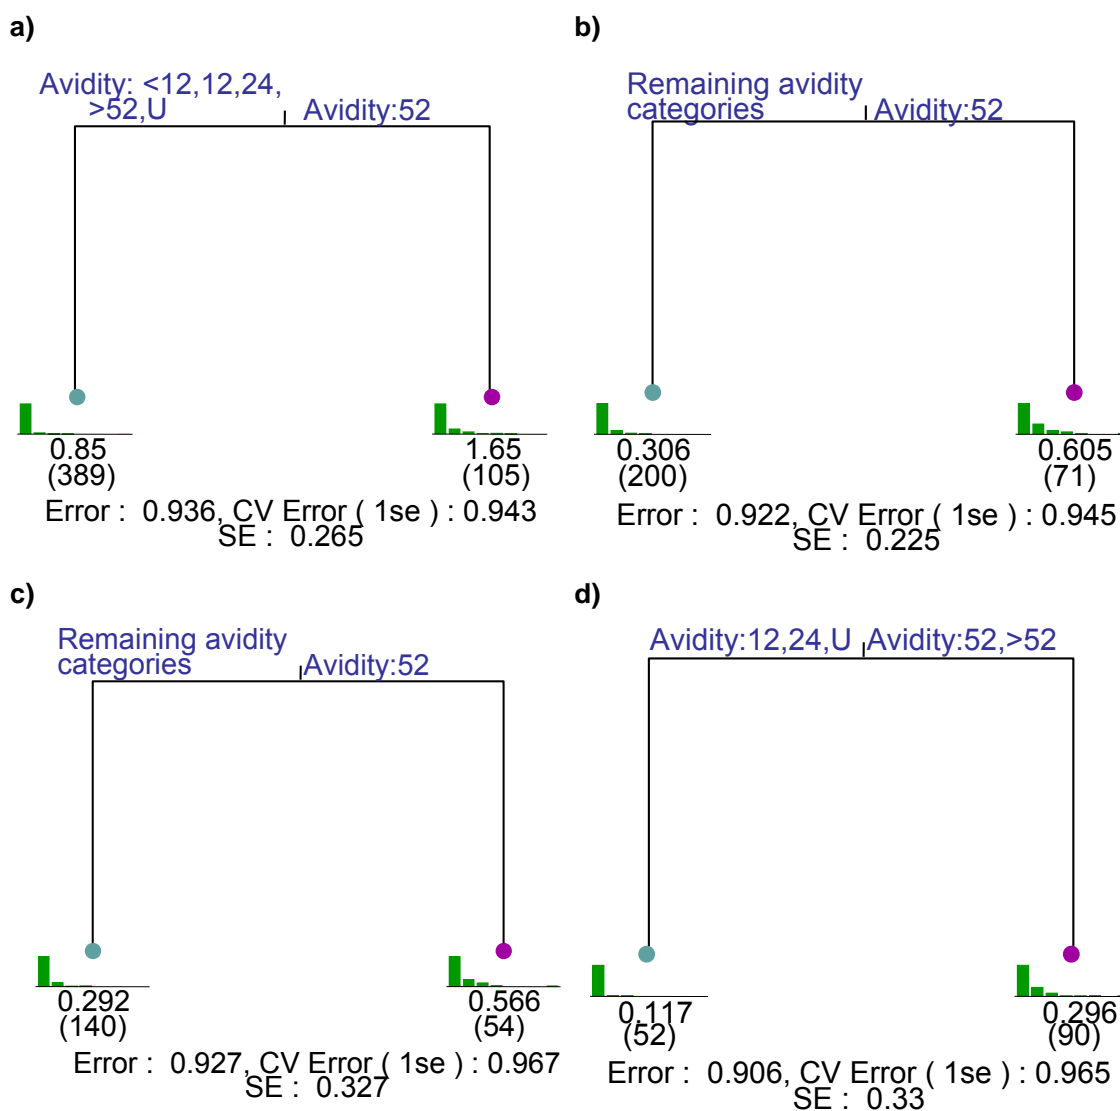 a)
Avidity: <12,12,24,
>52,U
Avidity:52
0.85
(389)
1.65
(105)
Error : 0.936, CV Error ( 1se ) : 0.943
SE : 0.265
b)
Remaining avidity
categories
Avidity:52
0.306
(200)
0.605
(71)
Error : 0.922, CV Error ( 1se ) : 0.945
SE : 0.225
c)
Remaining avidity
categories
Avidity:52
0.292
(140)
0.566
(54)
Error : 0.927, CV Error ( 1se ) : 0.967
SE : 0.327
d)
Avidity:12,24,U
Avidity:52,>52
0.117
(52)
0.296
(90)
Error : 0.906, CV Error ( 1se ) : 0.965
SE : 0.33